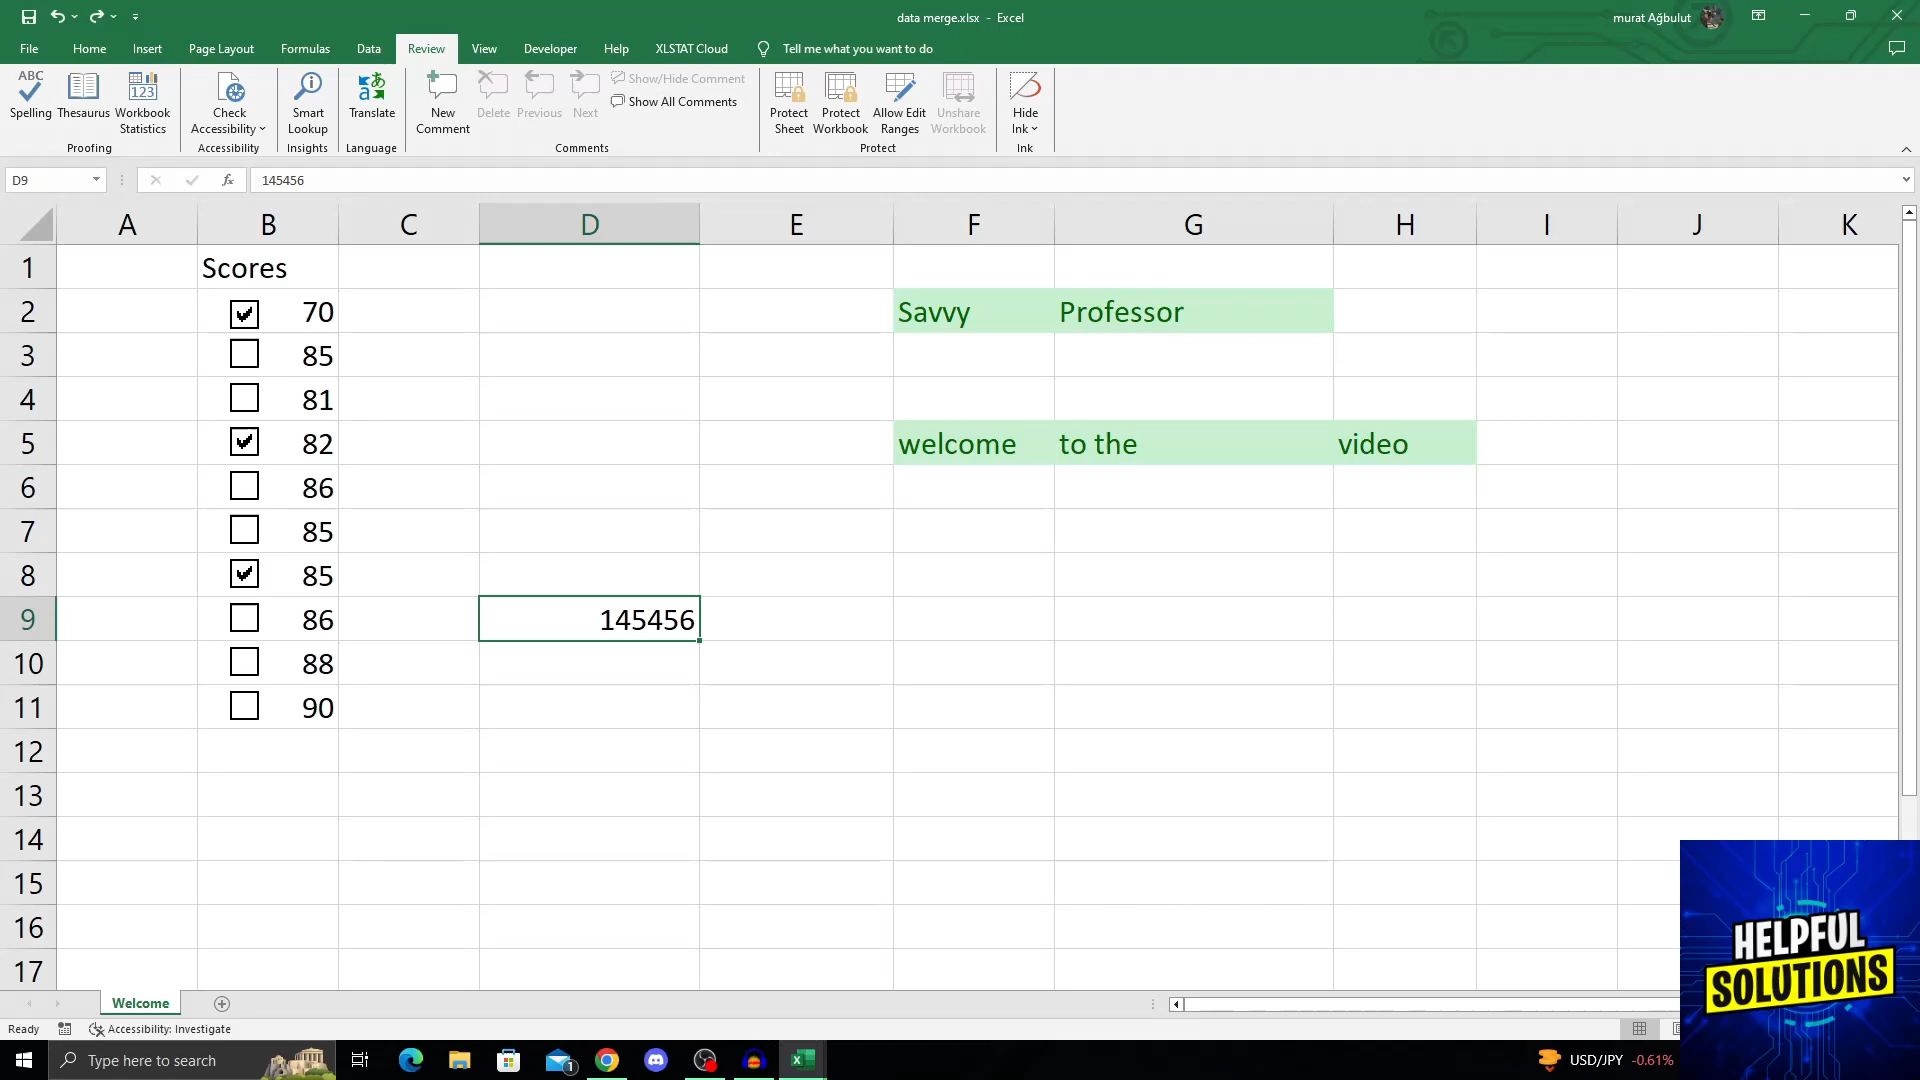 data merge.xlsx - Excel
murat Ağbulut
File Home Insert Page Layout Formulas Data Review View Developer Help XLSTAT Cloud Tell me what you want to do
ABC
Spelling
Thesaurus
123
Workbook
Statistics
Proofing
Check
Accessibility
Accessibility
Smart
Lookup
Insights
Translate
Language
New
Comment
Delete
Previous
Next
Show/Hide Comment
Show All Comments
Comments
Protect
Sheet
Protect
Workbook
Allow Edit
Ranges
Unshare
Workbook
Protect
Hide
Ink
Ink
D9
fx
145456
A B C D E F G H I J K
1 Scores
2 70 Savvy Professor
3 85
4 81
5 82 welcome to the video
6 86
7 85
8 85
9 86 145456
10 88
11 90
12
13
14
15
16
17
HELPFUL
SOLUTIONS
Welcome
Ready
Accessibility: Investigate
Type here to search
1
USD/JPY -0.61%